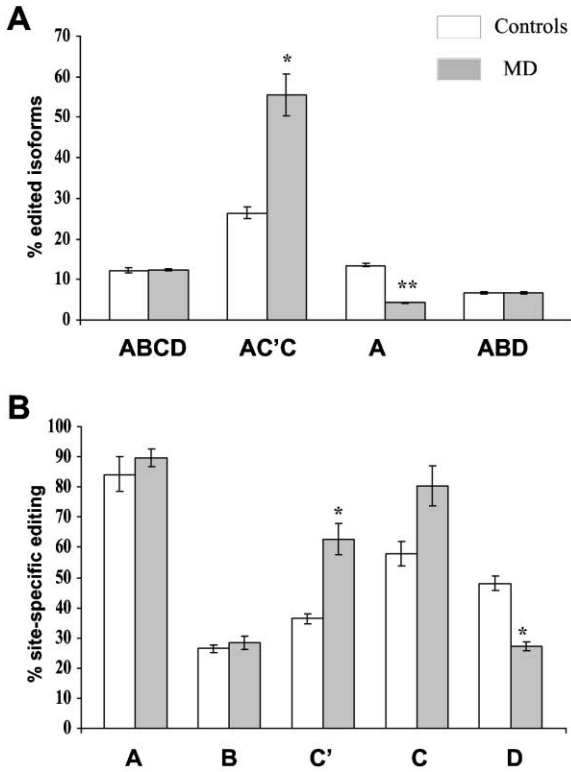 A
% edited isoforms
70
60
50
40
30
20
10
0
Controls
MD
*
**
ABCD AC'C A ABD
B
% site-specific editing
100
90
80
70
60
50
40
30
20
10
0
*
*
A B C' C D